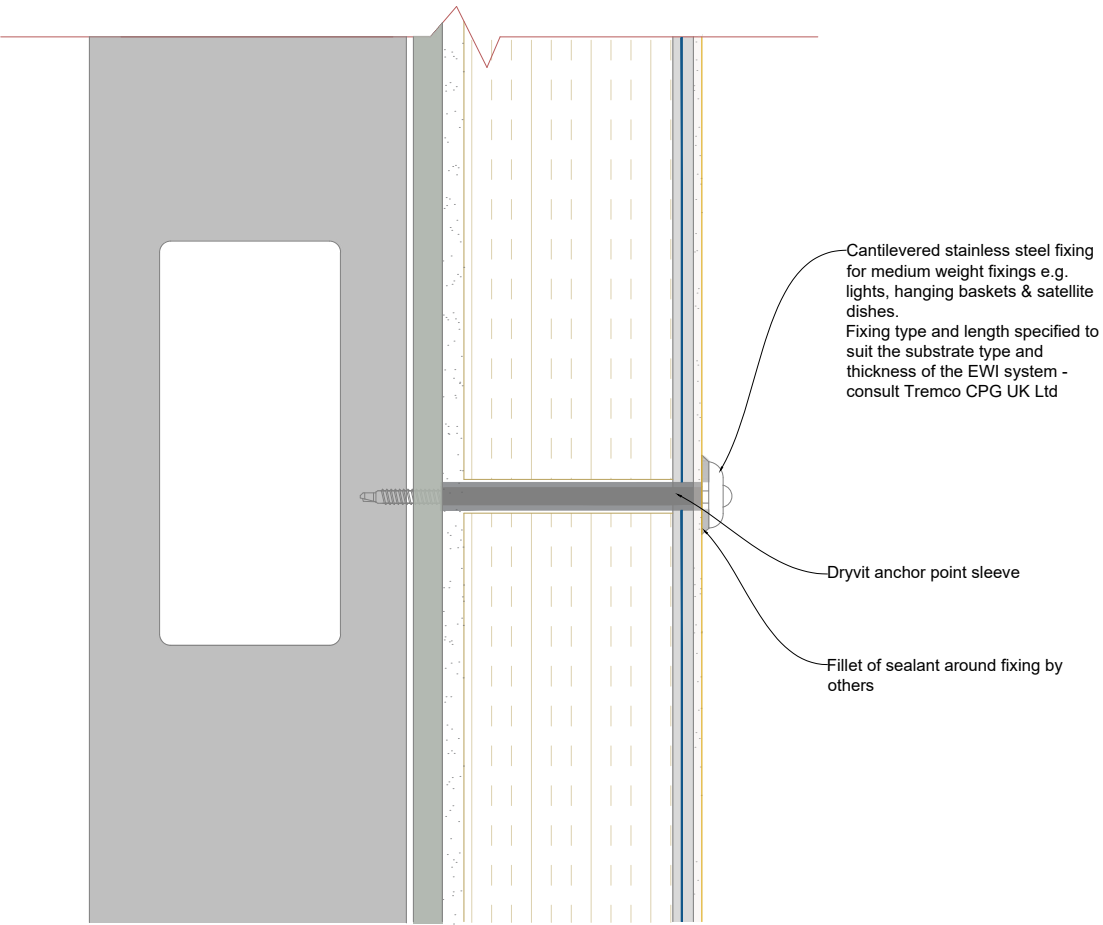 Cantilevered stainless steel fixing
for medium weight fixings e.g.
lights, hanging baskets & satellite
dishes.
Fixing type and length specified to
suit the substrate type and
thickness of the EWI system -
consult Tremco CPG UK Ltd
Dryvit anchor point sleeve
Fillet of sealant around fixing by
others